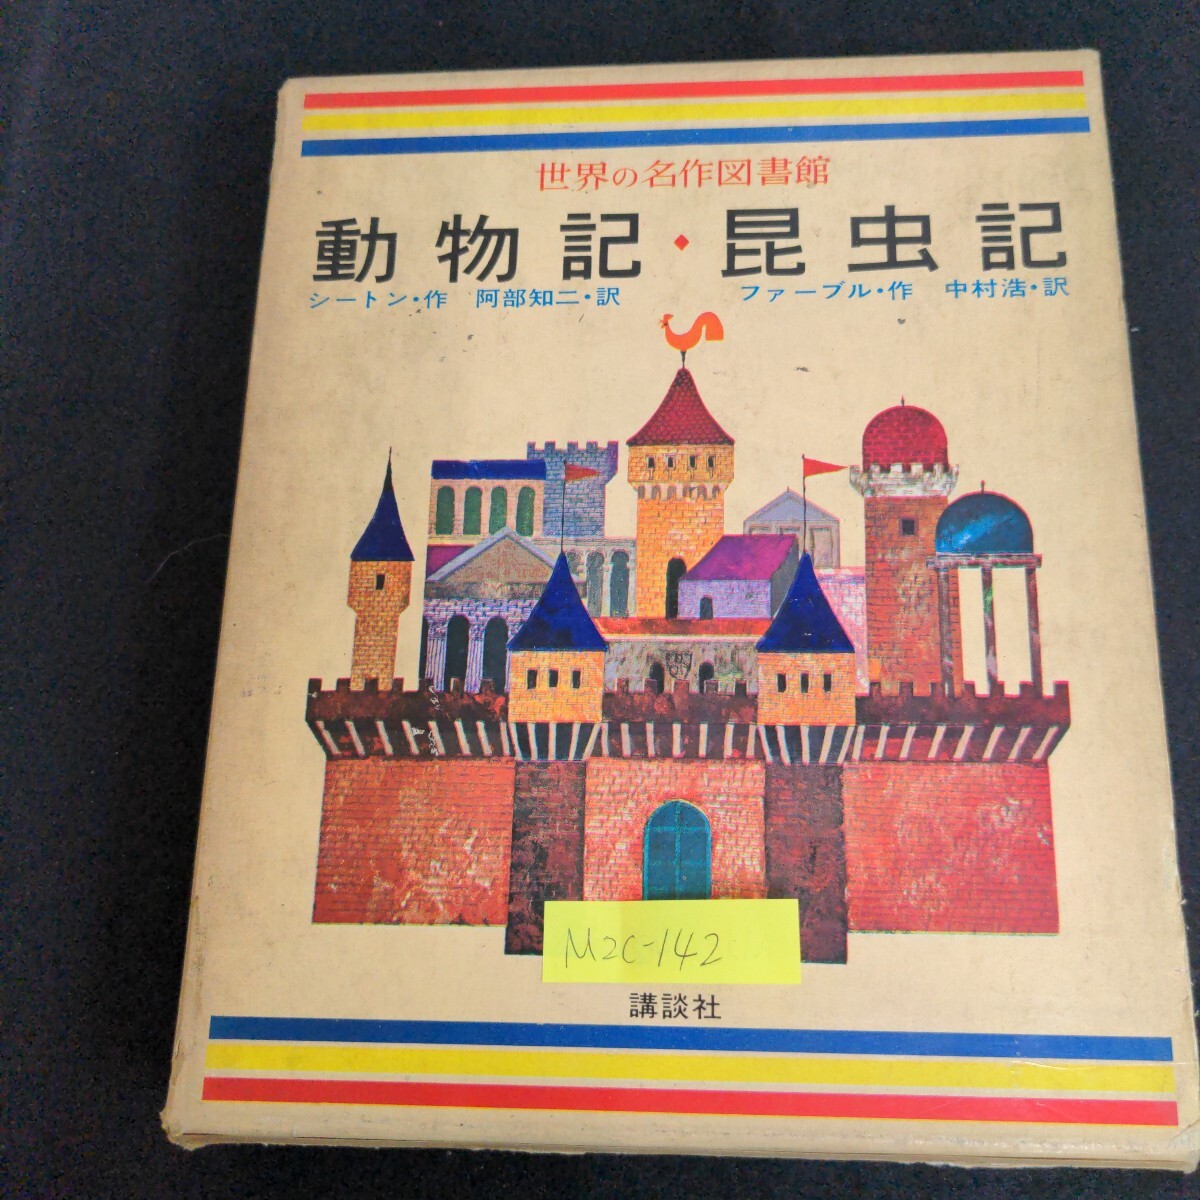 世界の名作図書館
動物記・昆虫記
シートン・作 阿部知二・訳 ファーブル・作 中村浩・訳
M2C-142
講談社